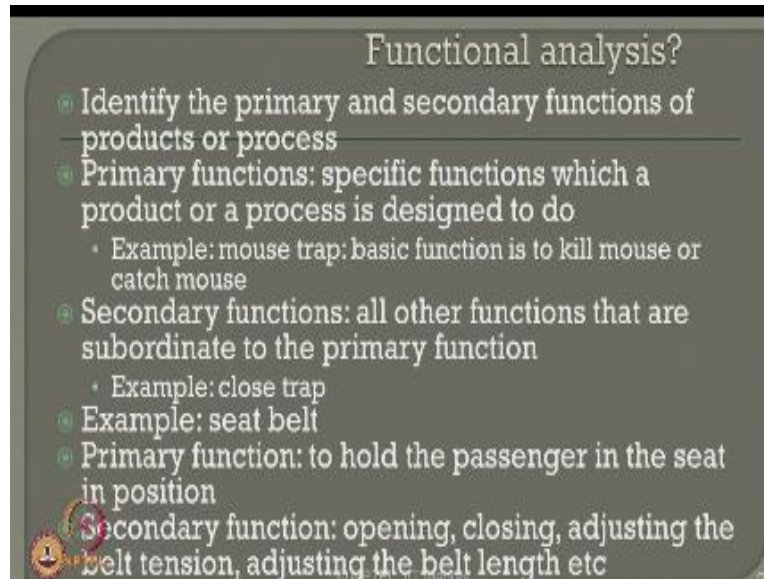 Functional analysis?
Identify the primary and secondary functions of
products or process
Primary functions: specific functions which a
product or a process is designed to do
Example: mouse trap: basic function is to kill mouse or
catch mouse
Secondary functions: all other functions that are
subordinate to the primary function
Example: close trap
Example: seat belt
Primary function: to hold the passenger in the seat
in position
Secondary function: opening, closing, adjusting the
belt tension, adjusting the belt length etc